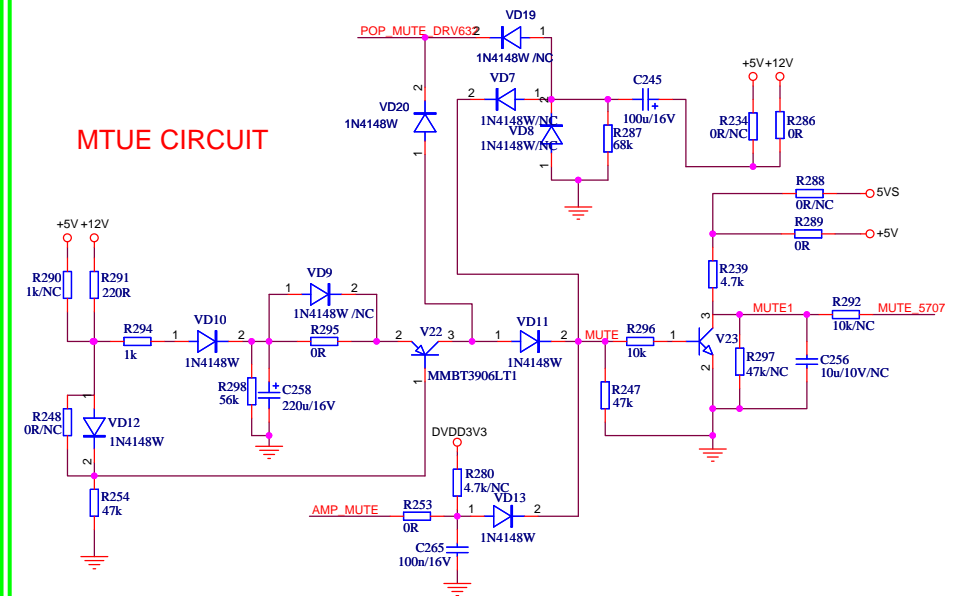 VD19
POP_MUTE_DRV632
2
1
1N4148W /NC
VD7
2
1
1N4148W/NC
C245
100u/16V
+5V
+12V
R234
0R/NC
R286
0R
VD20
1N4148W
2
1
2
VD8
1N4148W/NC
1
R287
68k
MTUE CIRCUIT
R288
0R/NC
5VS
R289
0R
+5V
+5V
+12V
R290
1k/NC
R291
220R
VD9
1
2
1N4148W /NC
R239
4.7k
R294
1k
VD10
1
2
1N4148W
R295
0R
V22
2
3
1
MMBT3906LT1
VD11
1
2
1N4148W
MUTE
R296
10k
1
3
V23
2
MUTE1
R292
10k/NC
MUTE_5707
R297
47k/NC
C256
10u/10V/NC
R298
56k
C258
220u/16V
R247
47k
R248
0R/NC
1
VD12
1N4148W
2
R254
47k
DVDD3V3
R280
4.7k/NC
AMP_MUTE
R253
0R
VD13
1
2
1N4148W
C265
100n/16V